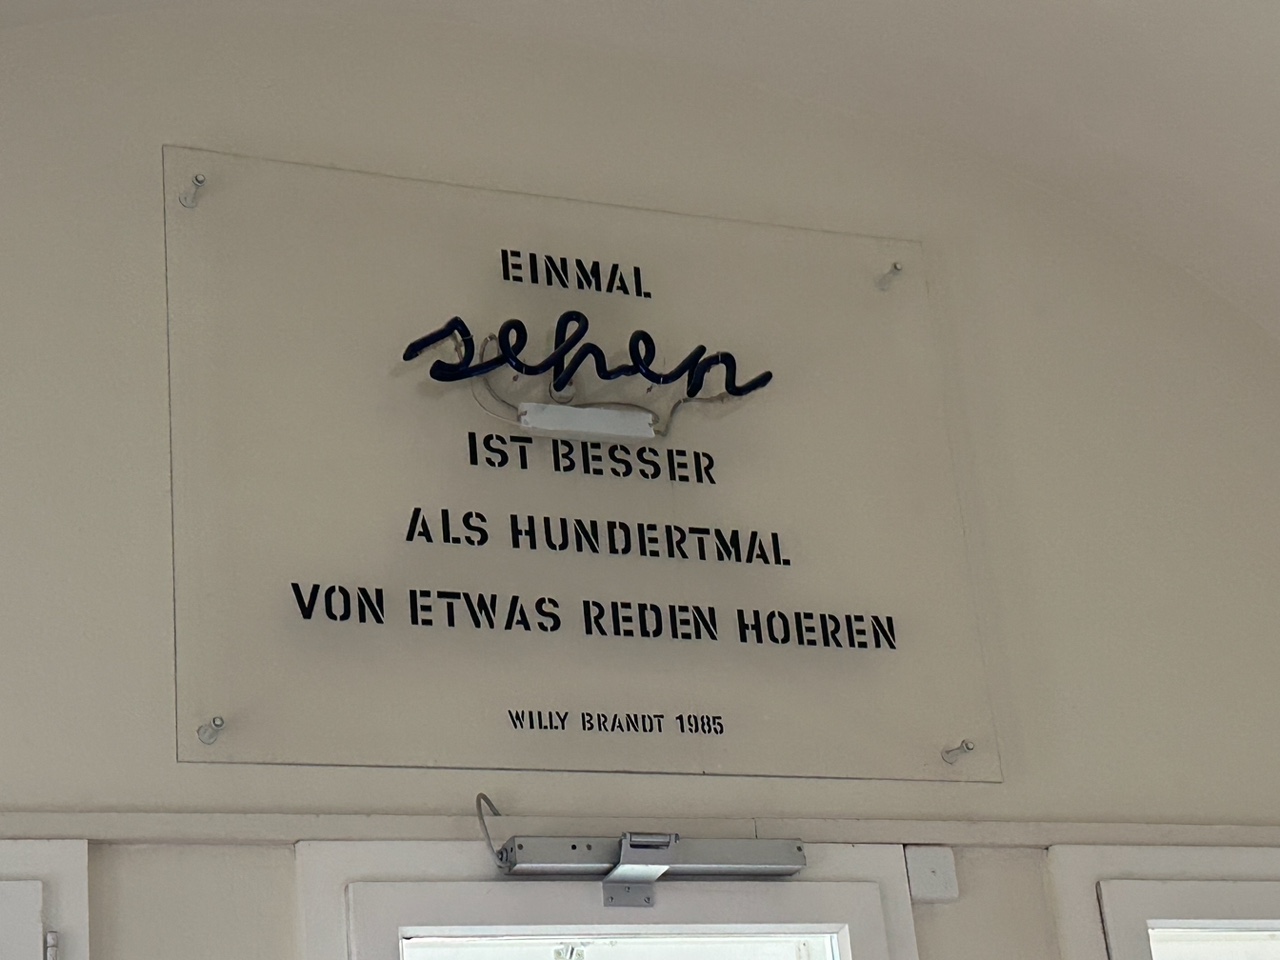 EINMAL
sehen
IST BESSER
ALS HUNDERTMAL
VON ETWAS REDEN HOEREN
WILLY BRANDT 1985